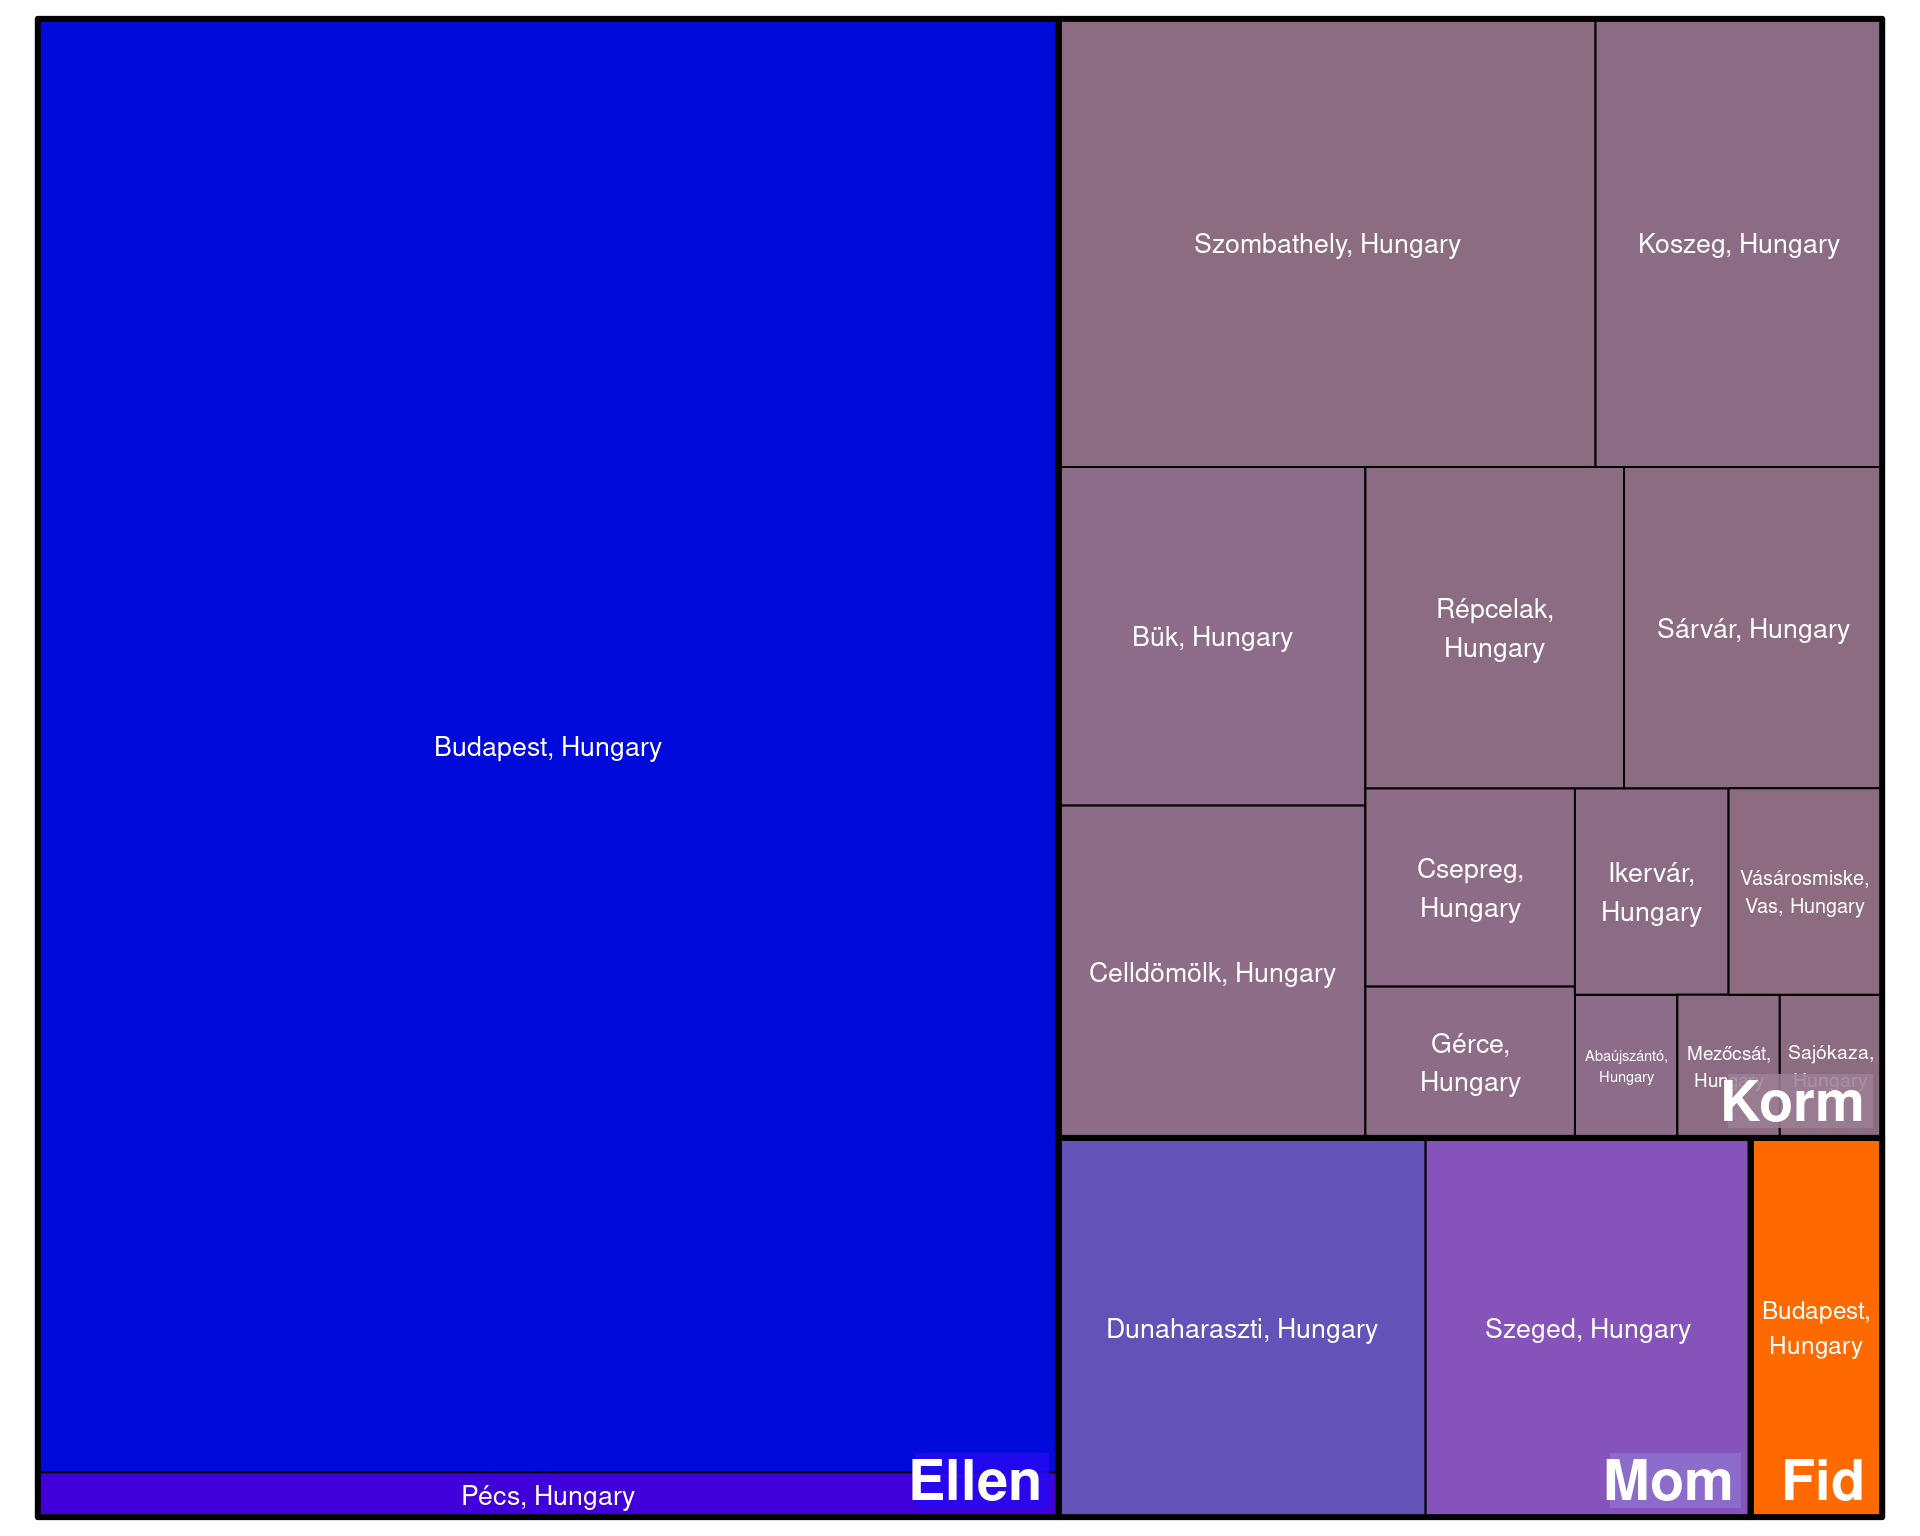 Budapest, Hungary
Pécs, Hungary
Ellen
Szombathely, Hungary
Koszeg, Hungary
Bük, Hungary
Répcelak,
Hungary
Sárvár, Hungary
Celldömölk, Hungary
Csepreg,
Hungary
Ikervár,
Hungary
Vásárosmiske,
Vas, Hungary
Gérce,
Hungary
Abaújszántó,
Hungary
Mezőcsát,
Hungary
Sajókaza,
Hungary
Korm
Dunaharaszti, Hungary
Szeged, Hungary
Mom
Budapest,
Hungary
Fid